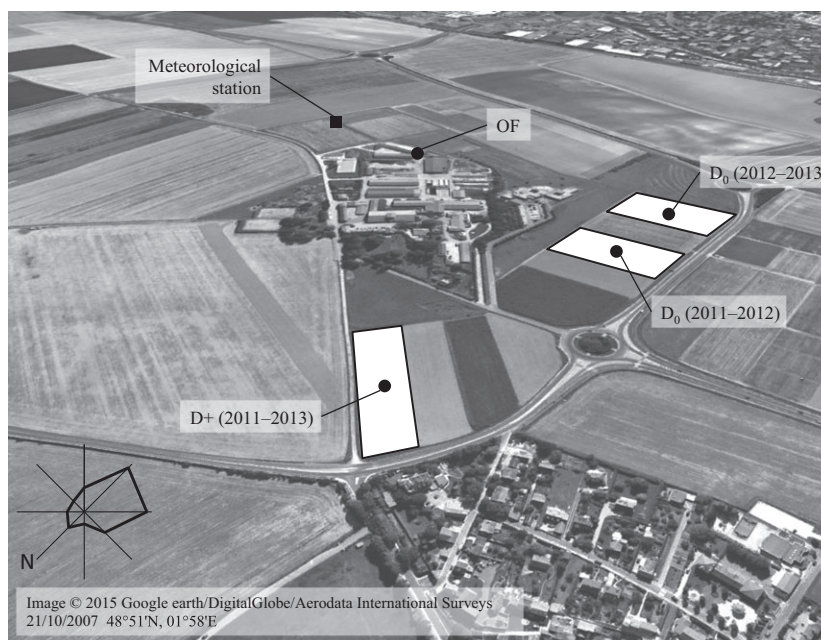 Meteorological
station
OF
D₀ (2012–2013
D₀ (2011–2012)
D+ (2011–2013)
N
Image © 2015 Google earth/DigitalGlobe/Aerodata International Surveys
21/10/2007 48°51'N, 01°58'E